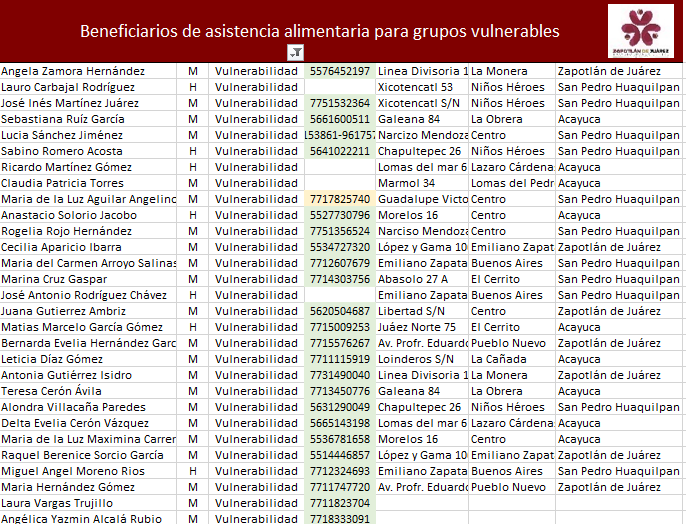 Beneficiarios de asistencia alimentaria para grupos vulnerables
ZAPOTLÁN DE JUÁREZ
Angela Zamora Hernández M Vulnerabilidad 5576452197 Linea Divisoria 1 La Monera Zapotlán de Juárez
Lauro Carbajal Rodríguez H Vulnerabilidad Xicotencatl 53 Niños Héroes San Pedro Huaquilpan
José Inés Martínez Juárez M Vulnerabilidad 7751532364 Xicotencatl S/N Niños Héroes San Pedro Huaquilpan
Sebastiana Ruíz García M Vulnerabilidad 5661600511 Galeana 84 La Obrera Acayuca
Lucia Sánchez Jiménez M Vulnerabilidad 153861-961757 Narcizo Mendoza Centro San Pedro Huaquilpan
Sabino Romero Acosta H Vulnerabilidad 5641022211 Chapultepec 26 Niños Héroes San Pedro Huaquilpan
Ricardo Martínez Gómez H Vulnerabilidad Lomas del mar 6 Lazaro Cárdena Acayuca
Claudia Patricia Torres M Vulnerabilidad Marmol 34 Lomas del Pedr Acayuca
Maria de la Luz Aguilar Angelino M Vulnerabilidad 7717825740 Guadalupe Victo Centro San Pedro Huaquilpan
Anastacio Solorio Jacobo H Vulnerabilidad 5527730796 Morelos 16 Centro Acayuca
Rogelia Rojo Hernández M Vulnerabilidad 7751356524 Narciso Mendoza Centro San Pedro Huaquilpan
Cecilia Aparicio Ibarra M Vulnerabilidad 5534727320 López y Gama 10 Emiliano Zapat Zapotlán de Juárez
Maria del Carmen Arroyo Salinas M Vulnerabilidad 7712607679 Emiliano Zapata Buenos Aires San Pedro Huaquilpan
Marina Cruz Gaspar M Vulnerabilidad 7714303756 Abasolo 27 A El Cerrito San Pedro Huaquilpan
José Antonio Rodríguez Chávez H Vulnerabilidad Emiliano Zapata Buenos Aires San Pedro Huaquilpan
Juana Gutierrez Ambriz M Vulnerabilidad 5620504687 Libertad S/N Centro Zapotlán de Juárez
Matias Marcelo García Gómez H Vulnerabilidad 7715009253 Juáez Norte 75 El Cerrito Acayuca
Bernarda Evelia Hernández Garc M Vulnerabilidad 7715576267 Av. Profr. Eduardo Pueblo Nuevo Zapotlán de Juárez
Leticia Díaz Gómez M Vulnerabilidad 7711115919 Loinderos S/N La Cañada Acayuca
Antonia Gutiérrez Isidro M Vulnerabilidad 7731490040 Linea Divisoria 1 La Monera Zapotlán de Juárez
Teresa Cerón Ávila M Vulnerabilidad 7713450776 Galeana 84 La Obrera Acayuca
Alondra Villacaña Paredes M Vulnerabilidad 5631290049 Chapultepec 26 Niños Héroes San Pedro Huaquilpan
Delta Evelia Cerón Vázquez M Vulnerabilidad 5665143198 Lomas del mar 6 Lazaro Cárdena Acayuca
Maria de la Luz Maximina Carrer M Vulnerabilidad 5536781658 Morelos 16 Centro Acayuca
Raquel Berenice Sorcio García M Vulnerabilidad 5514446857 López y Gama 10 Emiliano Zapat Zapotlán de Juárez
Miguel Angel Moreno Rios H Vulnerabilidad 7712324693 Emiliano Zapata Buenos Aires San Pedro Huaquilpan
Maria Hernández Gómez M Vulnerabilidad 7711747720 Av. Profr. Eduardo Pueblo Nuevo Zapotlán de Juárez
Laura Vargas Trujillo M Vulnerabilidad 7711823704
Angélica Yazmin Alcalá Rubio M Vulnerabilidad 7718333091